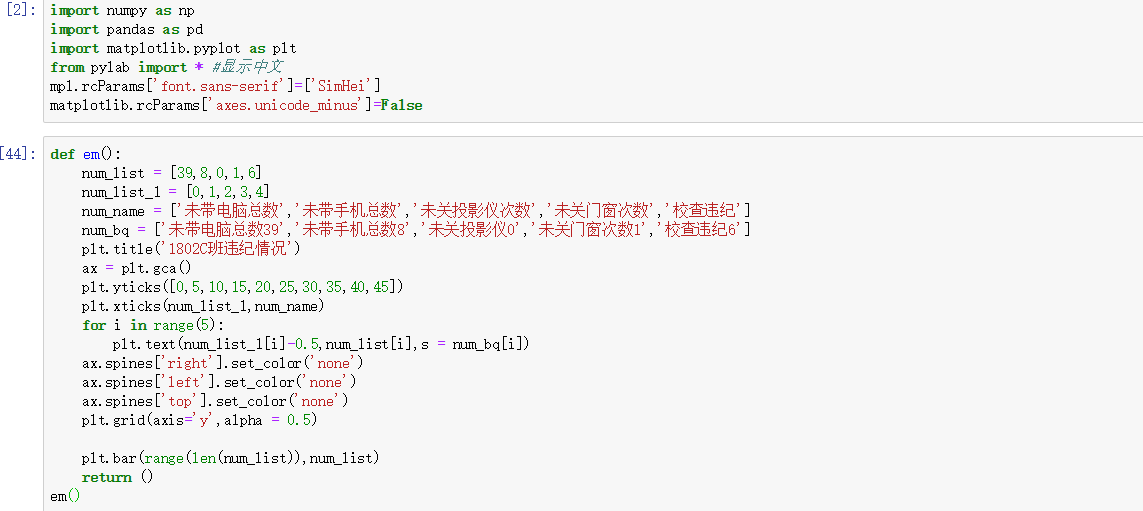 [2]:
import numpy as np
import pandas as pd
import matplotlib.pyplot as plt
from pylab import * #显示中文
mpl.rcParams['font.sans-serif']=['SimHei']
matplotlib.rcParams['axes.unicode_minus']=False
[44]:
def em():
    num_list = [39,8,0,1,6]
    num_list_1 = [0,1,2,3,4]
    num_name = ['未带电脑总数','未带手机总数','未关投影仪次数','未关门窗次数','校查违纪']
    num_bq = ['未带电脑总数39','未带手机总数8','未关投影仪0','未关门窗次数1','校查违纪6']
    plt.title('1802C班违纪情况')
    ax = plt.gca()
    plt.yticks([0,5,10,15,20,25,30,35,40,45])
    plt.xticks(num_list_1,num_name)
    for i in range(5):
        plt.text(num_list_1[i]-0.5,num_list[i],s = num_bq[i])
    ax.spines['right'].set_color('none')
    ax.spines['left'].set_color('none')
    ax.spines['top'].set_color('none')
    plt.grid(axis='y',alpha = 0.5)
    plt.bar(range(len(num_list)),num_list)
    return ()
em()